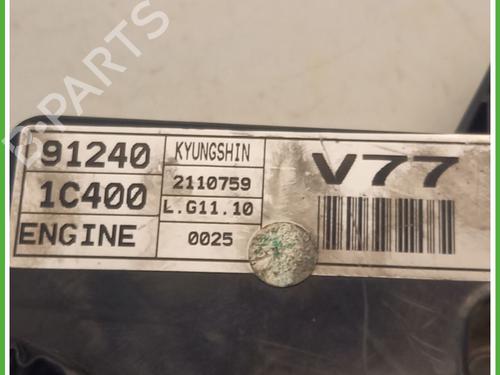 B-PARTS
91240
1C400
ENGINE
KYUNGSHIN
2110759
L.G11.10
0025
V77